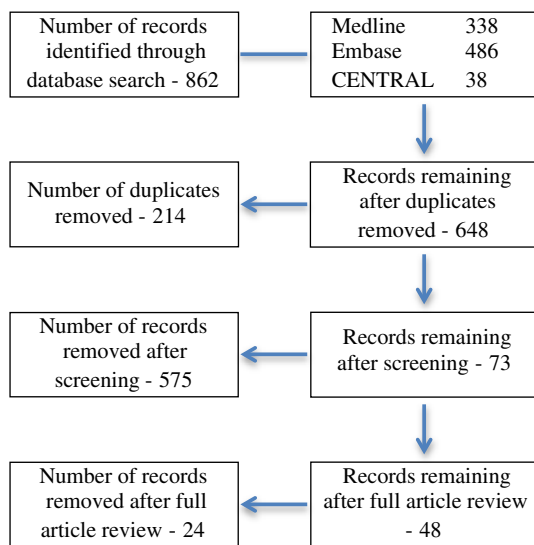 Number of records
identified through
database search - 862
Medline 338
Embase 486
CENTRAL 38
Number of duplicates
removed - 214
Records remaining
after duplicates
removed - 648
Number of records
removed after
screening - 575
Records remaining
after screening - 73
Number of records
removed after full
article review - 24
Records remaining
after full article review
- 48